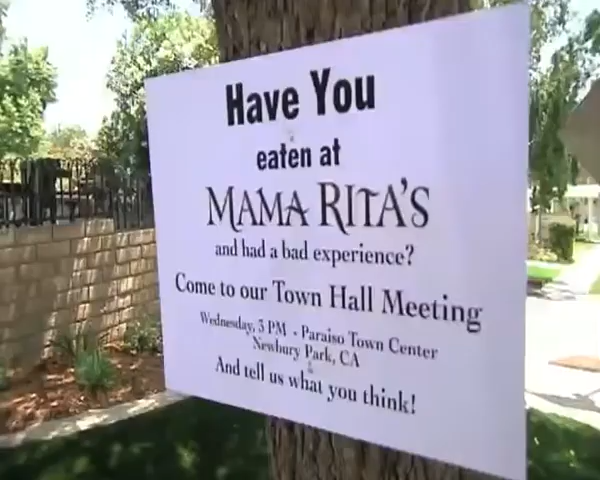 Have You
eaten at
MAMA RITA'S
and had a bad experience?
Come to our Town Hall Meeting
Wednesday, 3 PM - Paraiso Town Center
Newbury Park, CA
And tell us what you think!